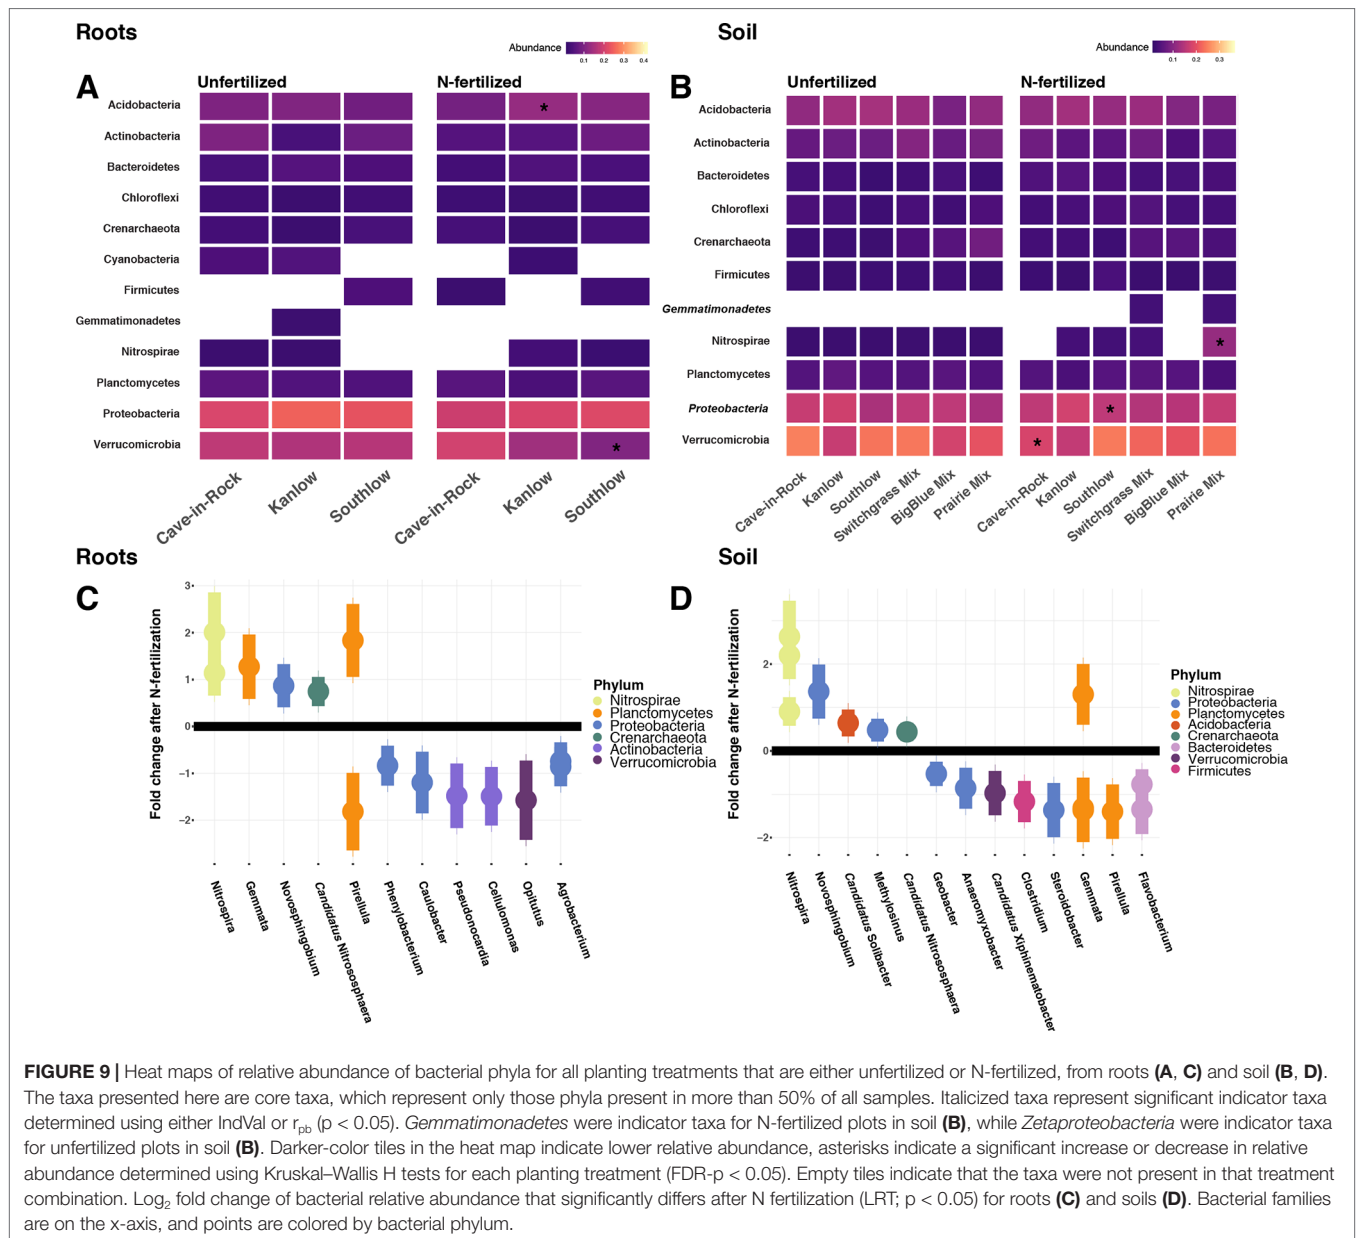 Roots
Soil
Abundance
0.1 0.2 0.3 0.4
Abundance
0.1 0.2 0.3
A
Unfertilized
N-fertilized
Acidobacteria
*
Actinobacteria
Bacteroidetes
Chloroflexi
Crenarchaeota
Cyanobacteria
Firmicutes
Gemmatimonadetes
Nitrospirae
Planctomycetes
Proteobacteria
Verrucomicrobia
*
Cave-in-Rock
Kanlow
Southlow
Cave-in-Rock
Kanlow
Southlow
B
Unfertilized
N-fertilized
Acidobacteria
Actinobacteria
Bacteroidetes
Chloroflexi
Crenarchaeota
Firmicutes
Gemmatimonadetes
Nitrospirae
*
Planctomycetes
Proteobacteria
*
Verrucomicrobia
*
Cave-in-Rock
Kanlow
Southlow
Switchgrass Mix
BigBlue Mix
Prairie Mix
Cave-in-Rock
Kanlow
Southlow
Switchgrass Mix
BigBlue Mix
Prairie Mix
Roots
C
Fold change after N-fertilization
3
2
1
0
−1
−2
Nitrospira
Gemmata
Novosphingobium
Candidatus Nitrososphaera
Pirellula
Phenylobacterium
Caulobacter
Pseudonocardia
Cellulomonas
Opitutus
Agrobacterium
Phylum
Nitrospirae
Planctomycetes
Proteobacteria
Crenarchaeota
Actinobacteria
Verrucomicrobia
Soil
D
Fold change after N-fertilization
2
0
−2
Nitrospira
Novosphingobium
Candidatus Solibacter
Methylosinus
Candidatus Nitrososphaera
Geobacter
Anaeromyxobacter
Candidatus Xiphinematobacter
Clostridium
Steroidobacter
Gemmata
Pirellula
Flavobacterium
Phylum
Nitrospirae
Proteobacteria
Planctomycetes
Acidobacteria
Crenarchaeota
Bacteroidetes
Verrucomicrobia
Firmicutes
FIGURE 9 | Heat maps of relative abundance of bacterial phyla for all planting treatments that are either unfertilized or N-fertilized, from roots (A, C) and soil (B, D).
The taxa presented here are core taxa, which represent only those phyla present in more than 50% of all samples. Italicized taxa represent significant indicator taxa
determined using either IndVal or rpb (p < 0.05). Gemmatimonadetes were indicator taxa for N-fertilized plots in soil (B), while Zetaproteobacteria were indicator taxa
for unfertilized plots in soil (B). Darker-color tiles in the heat map indicate lower relative abundance, asterisks indicate a significant increase or decrease in relative
abundance determined using Kruskal–Wallis H tests for each planting treatment (FDR-p < 0.05). Empty tiles indicate that the taxa were not present in that treatment
combination. Log2 fold change of bacterial relative abundance that significantly differs after N fertilization (LRT; p < 0.05) for roots (C) and soils (D). Bacterial families
are on the x-axis, and points are colored by bacterial phylum.